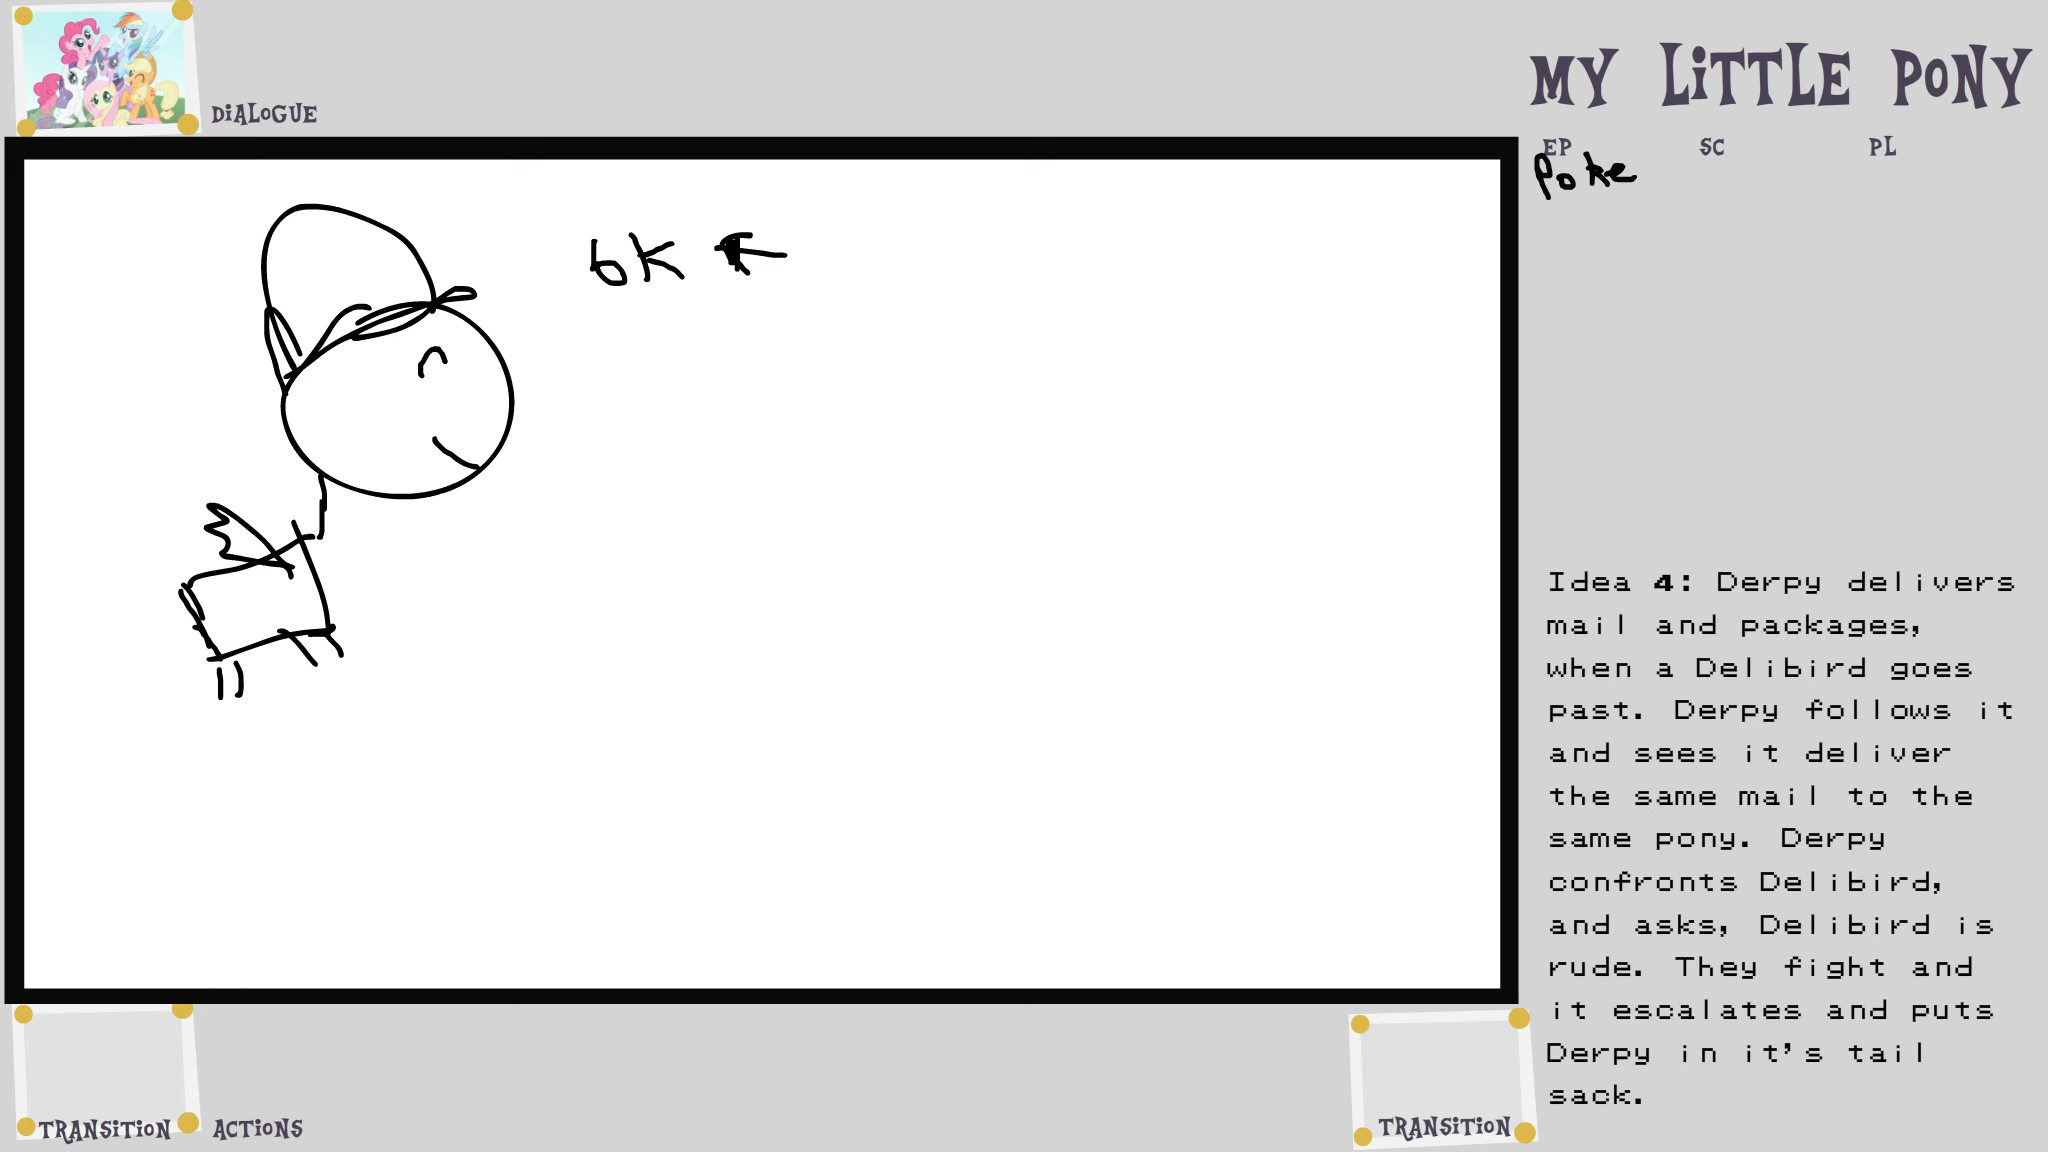 DiALoGUE
MY LiTTLE PoNY
EP SC PL
Poke
Idea 4: Derpy delivers
mail and packages,
when a Delibird goes
past. Derpy follows it
and sees it deliver
the same mail to the
same pony. Derpy
confronts Delibird,
and asks, Delibird is
rude. They fight and
it escalates and puts
Derpy in it's tail
sack.
TRANSiTioN
ACTioNS
TRANSiTioN